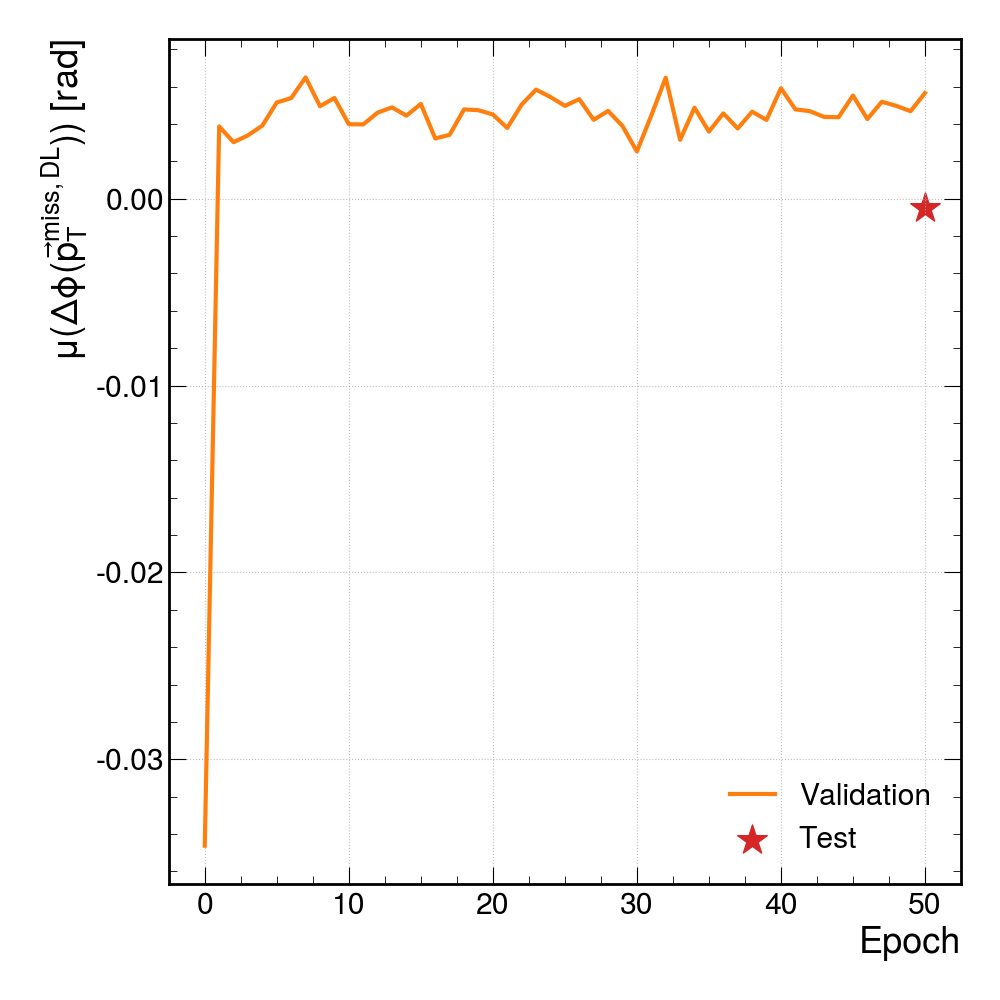 μ(Δϕ(p⃗_T^miss, DL)) [rad]
0.00
-0.01
-0.02
-0.03
Validation
Test
0 10 20 30 40 50
Epoch